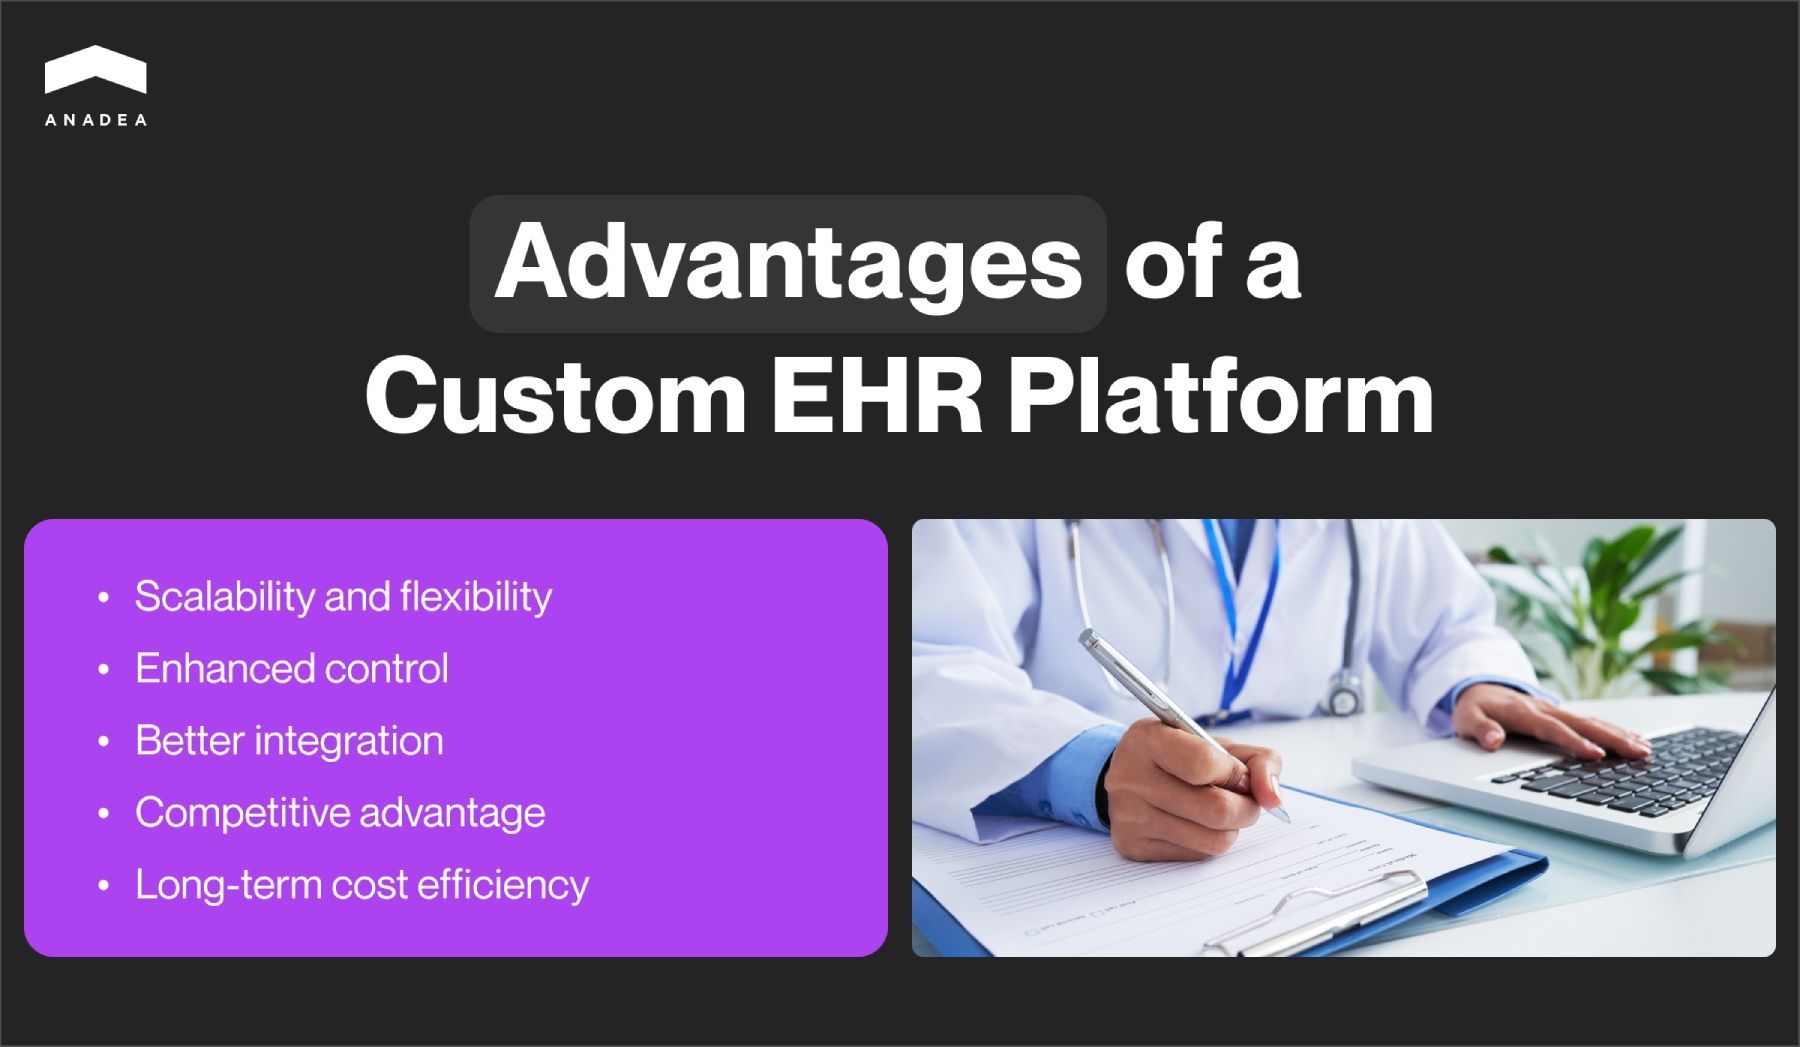 ANADEA
Advantages of a
Custom EHR Platform
• Scalability and flexibility
• Enhanced control
• Better integration
• Competitive advantage
• Long-term cost efficiency